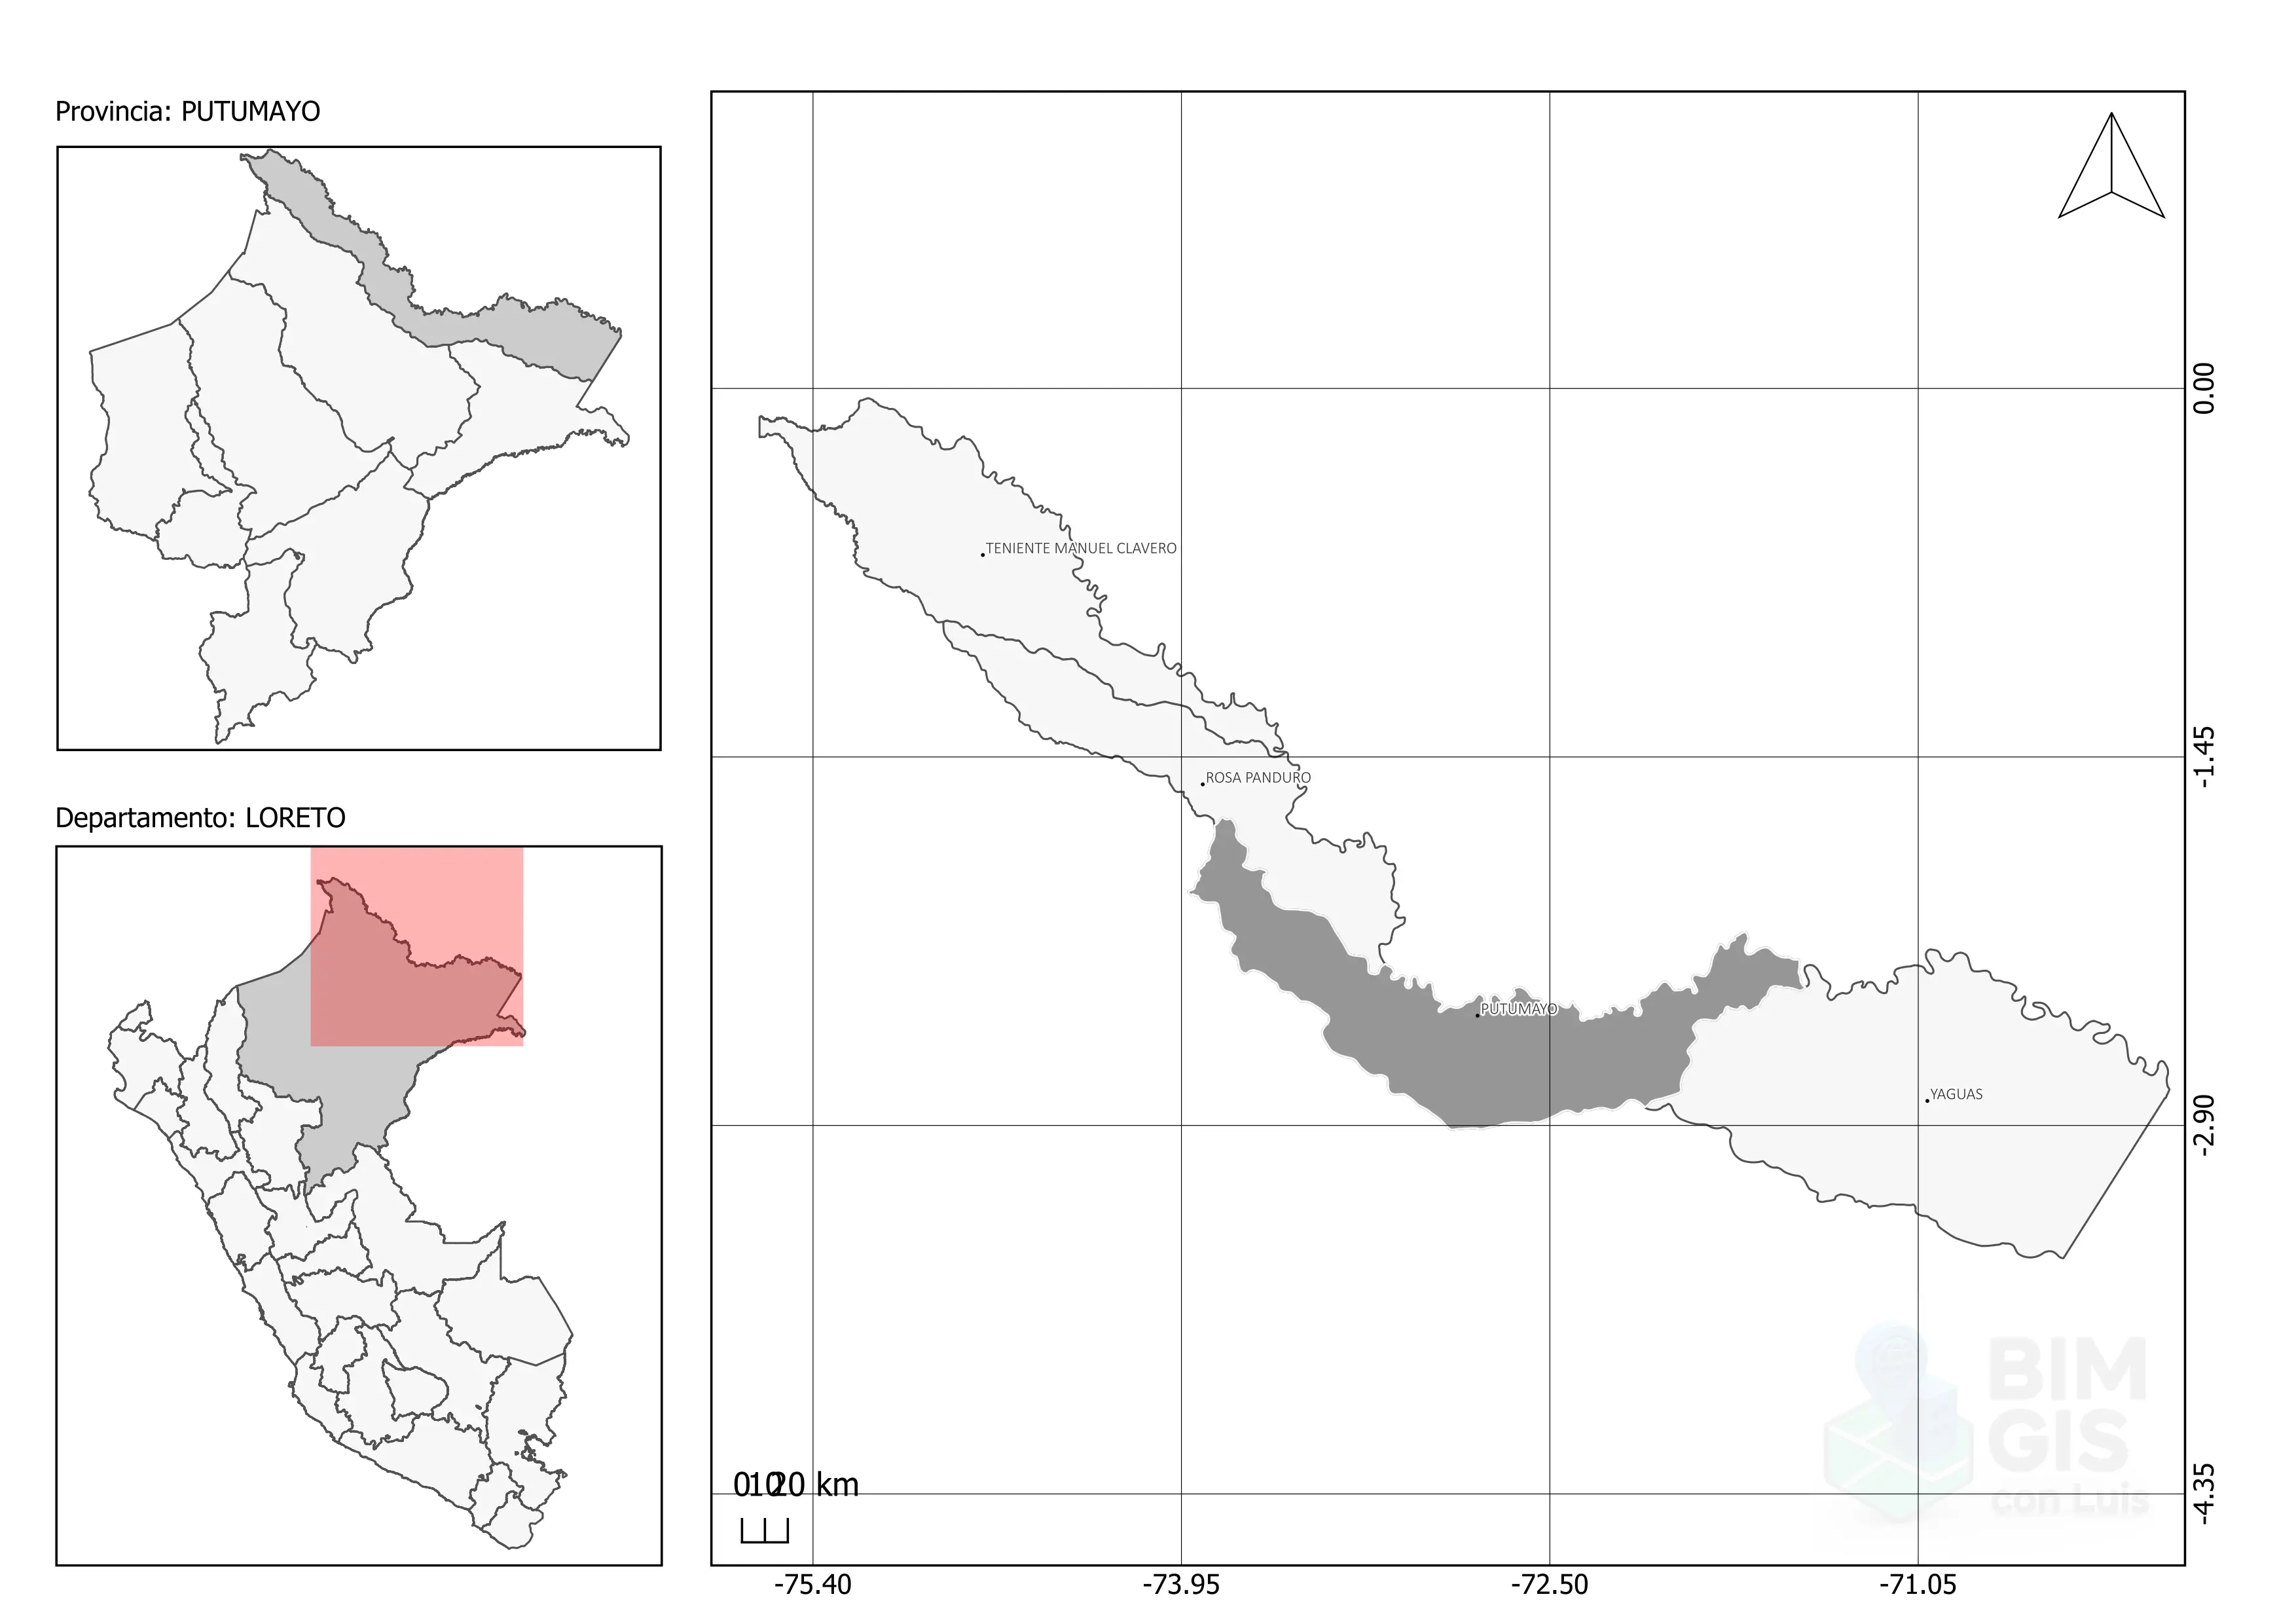 Provincia: PUTUMAYO
Departamento: LORETO
TENIENTE MANUEL CLAVERO
ROSA PANDURO
PUTUMAYO
YAGUAS
0.00
-1.45
-2.90
-4.35
BIM
GIS
con Luis
0 10 20 km
-75.40
-73.95
-72.50
-71.05